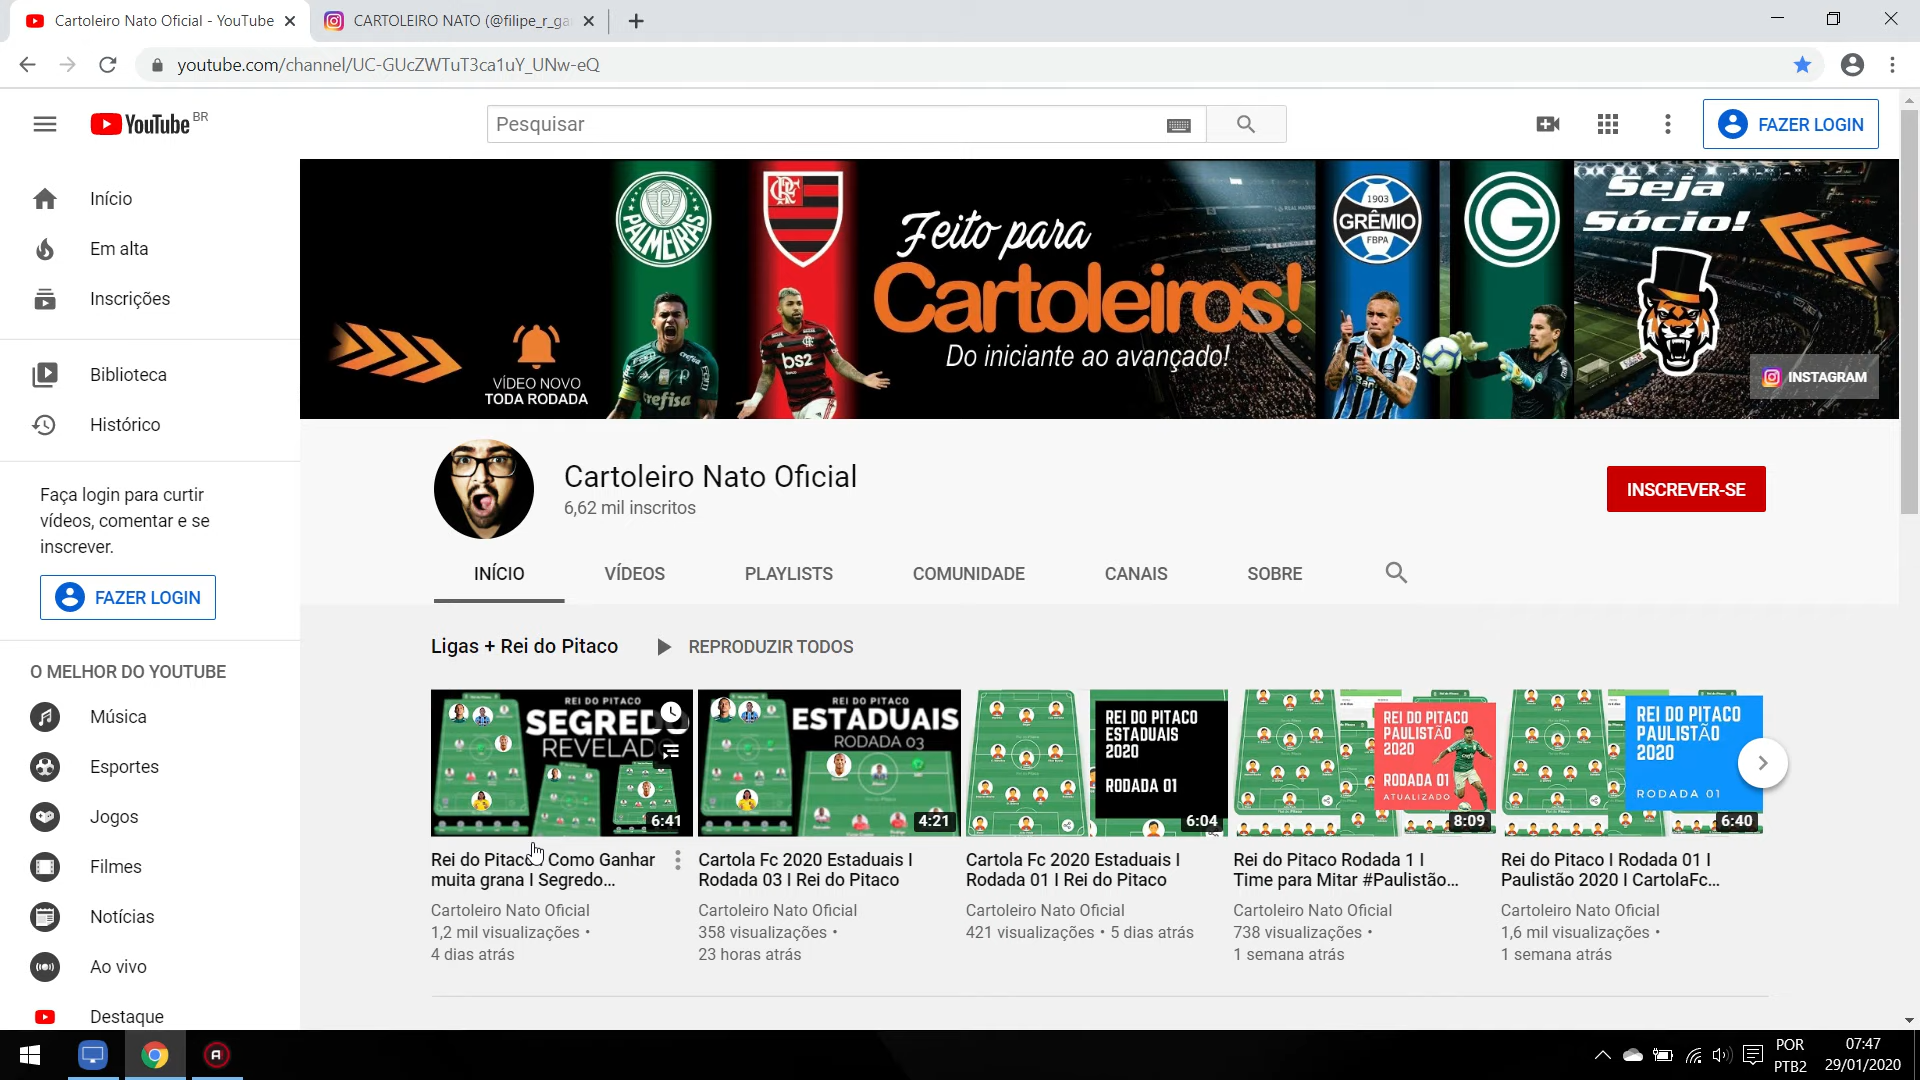 Cartoleiro Nato Oficial - YouTube
CARTOLEIRO NATO (@filipe_r_ga
youtube.com/channel/UC-GUcZWTuT3ca1uY_UNw-eQ
YouTube BR
Pesquisar
FAZER LOGIN
Início
Em alta
Inscrições
Biblioteca
Histórico
Faça login para curtir
vídeos, comentar e se
inscrever.
FAZER LOGIN
O MELHOR DO YOUTUBE
Música
Esportes
Jogos
Filmes
Notícias
Ao vivo
Destaque
VÍDEO NOVO
TODA RODADA
PALMEIRAS
crefisa
bs2
Feito para
Cartoleiros!
Do iniciante ao avançado!
1903
GRÊMIO
FBPA
Seja
Sócio!
INSTAGRAM
Cartoleiro Nato Oficial
6,62 mil inscritos
INSCREVER-SE
INÍCIO
VÍDEOS
PLAYLISTS
COMUNIDADE
CANAIS
SOBRE
Ligas + Rei do Pitaco
REPRODUZIR TODOS
REI DO PITACO
SEGREDO
REVELAD
6:41
Rei do Pitaco I Como Ganhar
muita grana I Segredo...
Cartoleiro Nato Oficial
1,2 mil visualizações •
4 dias atrás
REI DO PITACO
ESTADUAIS
RODADA 03
4:21
Cartola Fc 2020 Estaduais I
Rodada 03 I Rei do Pitaco
Cartoleiro Nato Oficial
358 visualizações •
23 horas atrás
REI DO PITACO
ESTADUAIS
2020
RODADA 01
6:04
Cartola Fc 2020 Estaduais I
Rodada 01 I Rei do Pitaco
Cartoleiro Nato Oficial
421 visualizações • 5 dias atrás
REI DO PITACO
PAULISTÃO
2020
RODADA 01
ATUALIZADO
8:09
Rei do Pitaco Rodada 1 I
Time para Mitar #Paulistão...
Cartoleiro Nato Oficial
738 visualizações •
1 semana atrás
REI DO PITACO
PAULISTÃO
2020
RODADA 01
6:40
Rei do Pitaco I Rodada 01 I
Paulistão 2020 I CartolaFc...
Cartoleiro Nato Oficial
1,6 mil visualizações •
1 semana atrás
POR
PTB2
07:47
29/01/2020